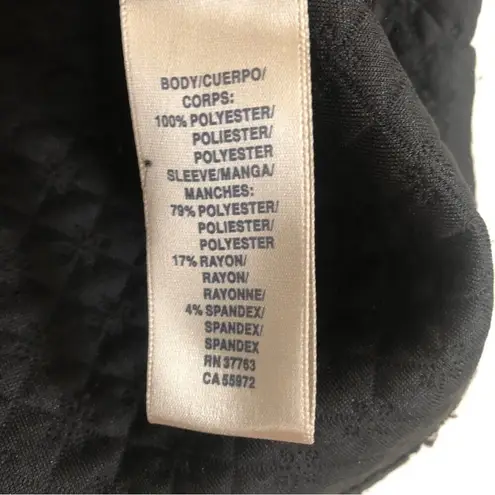 BODY/CUERPO/
CORPS:
100% POLYESTER/
POLIESTER/
POLYESTER
SLEEVE/MANGA/
MANCHES:
79% POLYESTER/
POLIESTER/
POLYESTER
17% RAYON/
RAYON/
RAYONNE/
4% SPANDEX/
SPANDEX/
SPANDEX
RN 37763
CA 55972